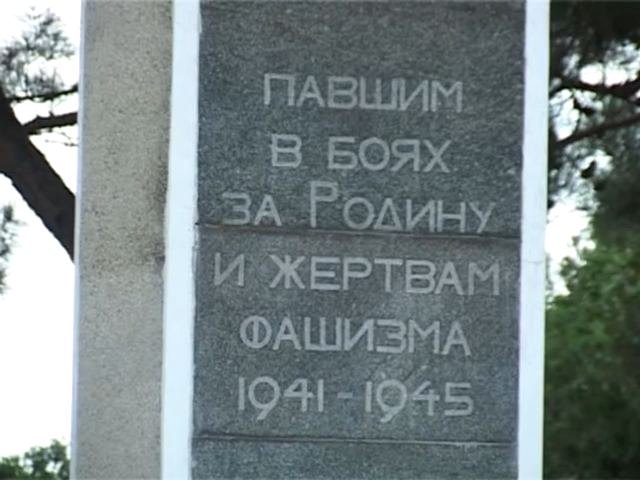 ПАВШИМ
В БОЯХ
ЗА РОДИНУ
И ЖЕРТВАМ
ФАШИЗМА
1941-1945